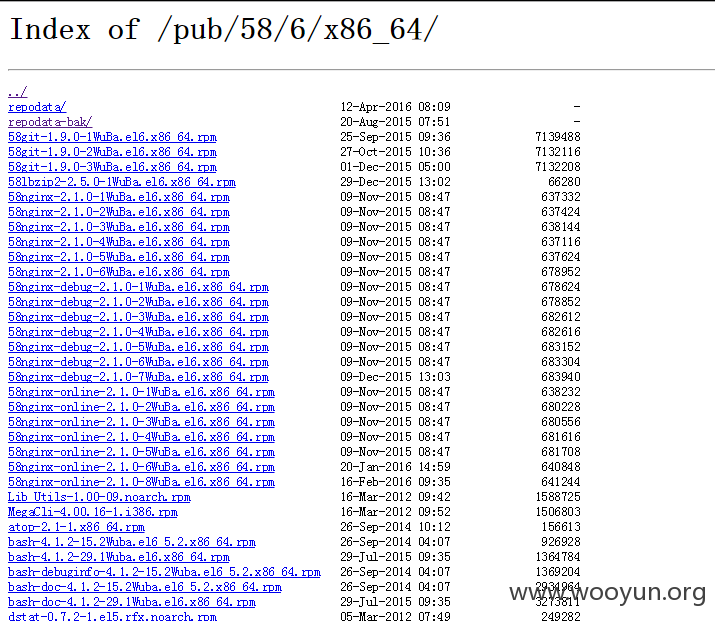 Index of /pub/58/6/x86_64/
../
repodata/ 12-Apr-2016 08:09 -
repodata-bak/ 20-Aug-2015 07:51 -
58git-1.9.0-1WuBa.el6.x86_64.rpm 25-Sep-2015 09:36 7139488
58git-1.9.0-2WuBa.el6.x86_64.rpm 27-Oct-2015 10:36 7132116
58git-1.9.0-3WuBa.el6.x86_64.rpm 01-Dec-2015 05:00 7132208
58lbzip2-2.5.0-1WuBa.el6.x86_64.rpm 29-Dec-2015 13:02 66280
58nginx-2.1.0-1WuBa.el6.x86_64.rpm 09-Nov-2015 08:47 637332
58nginx-2.1.0-2WuBa.el6.x86_64.rpm 09-Nov-2015 08:47 637424
58nginx-2.1.0-3WuBa.el6.x86_64.rpm 09-Nov-2015 08:47 638144
58nginx-2.1.0-4WuBa.el6.x86_64.rpm 09-Nov-2015 08:47 637116
58nginx-2.1.0-5WuBa.el6.x86_64.rpm 09-Nov-2015 08:47 637624
58nginx-2.1.0-6WuBa.el6.x86_64.rpm 09-Nov-2015 08:47 678952
58nginx-debug-2.1.0-1WuBa.el6.x86_64.rpm 09-Nov-2015 08:47 678624
58nginx-debug-2.1.0-2WuBa.el6.x86_64.rpm 09-Nov-2015 08:47 678852
58nginx-debug-2.1.0-3WuBa.el6.x86_64.rpm 09-Nov-2015 08:47 682612
58nginx-debug-2.1.0-4WuBa.el6.x86_64.rpm 09-Nov-2015 08:47 682616
58nginx-debug-2.1.0-5WuBa.el6.x86_64.rpm 09-Nov-2015 08:47 683152
58nginx-debug-2.1.0-6WuBa.el6.x86_64.rpm 09-Nov-2015 08:47 683304
58nginx-debug-2.1.0-7WuBa.el6.x86_64.rpm 09-Dec-2015 13:03 683940
58nginx-online-2.1.0-1WuBa.el6.x86_64.rpm 09-Nov-2015 08:47 638232
58nginx-online-2.1.0-2WuBa.el6.x86_64.rpm 09-Nov-2015 08:47 680228
58nginx-online-2.1.0-3WuBa.el6.x86_64.rpm 09-Nov-2015 08:47 680556
58nginx-online-2.1.0-4WuBa.el6.x86_64.rpm 09-Nov-2015 08:47 681616
58nginx-online-2.1.0-5WuBa.el6.x86_64.rpm 09-Nov-2015 08:47 681708
58nginx-online-2.1.0-6WuBa.el6.x86_64.rpm 20-Jan-2016 14:59 640848
58nginx-online-2.1.0-8WuBa.el6.x86_64.rpm 16-Feb-2016 09:35 641244
Lib_Utils-1.00-09.noarch.rpm 16-Mar-2012 09:42 1588725
MegaCli-4.00.16-1.i386.rpm 16-Mar-2012 09:52 1506803
atop-2.1-1.x86_64.rpm 26-Sep-2014 10:12 156613
bash-4.1.2-15.2Wuba.el6_5.2.x86_64.rpm 26-Sep-2014 04:07 926928
bash-4.1.2-29.1Wuba.el6.x86_64.rpm 29-Jul-2015 09:35 1364784
bash-debuginfo-4.1.2-15.2Wuba.el6_5.2.x86_64.rpm 26-Sep-2014 04:07 1369204
bash-doc-4.1.2-15.2Wuba.el6_5.2.x86_64.rpm 26-Sep-2014 04:07 2934964
bash-doc-4.1.2-29.1Wuba.el6.x86_64.rpm 29-Jul-2015 09:35 3273811
dstat-0.7.2-1.el5.rfx.noarch.rpm 05-Mar-2012 07:49 249282
www.wooyun.org